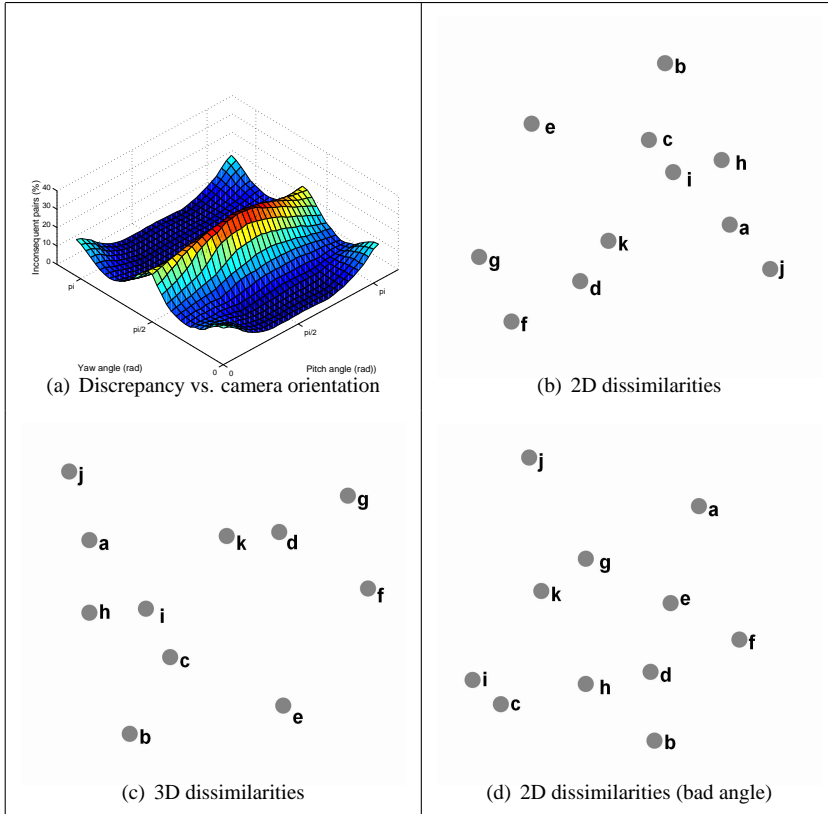 40
30
20
10
0
Inconsequent pairs (%)
pi
pi/2
0
0
pi/2
pi
Yaw angle (rad)
Pitch angle (rad))
(a) Discrepancy vs. camera orientation
b
e
c
h
i
a
k
g
j
d
f
(b) 2D dissimilarities
j
g
a
k
d
f
h
i
c
e
b
(c) 3D dissimilarities
j
a
g
k
e
f
d
i
h
c
b
(d) 2D dissimilarities (bad angle)